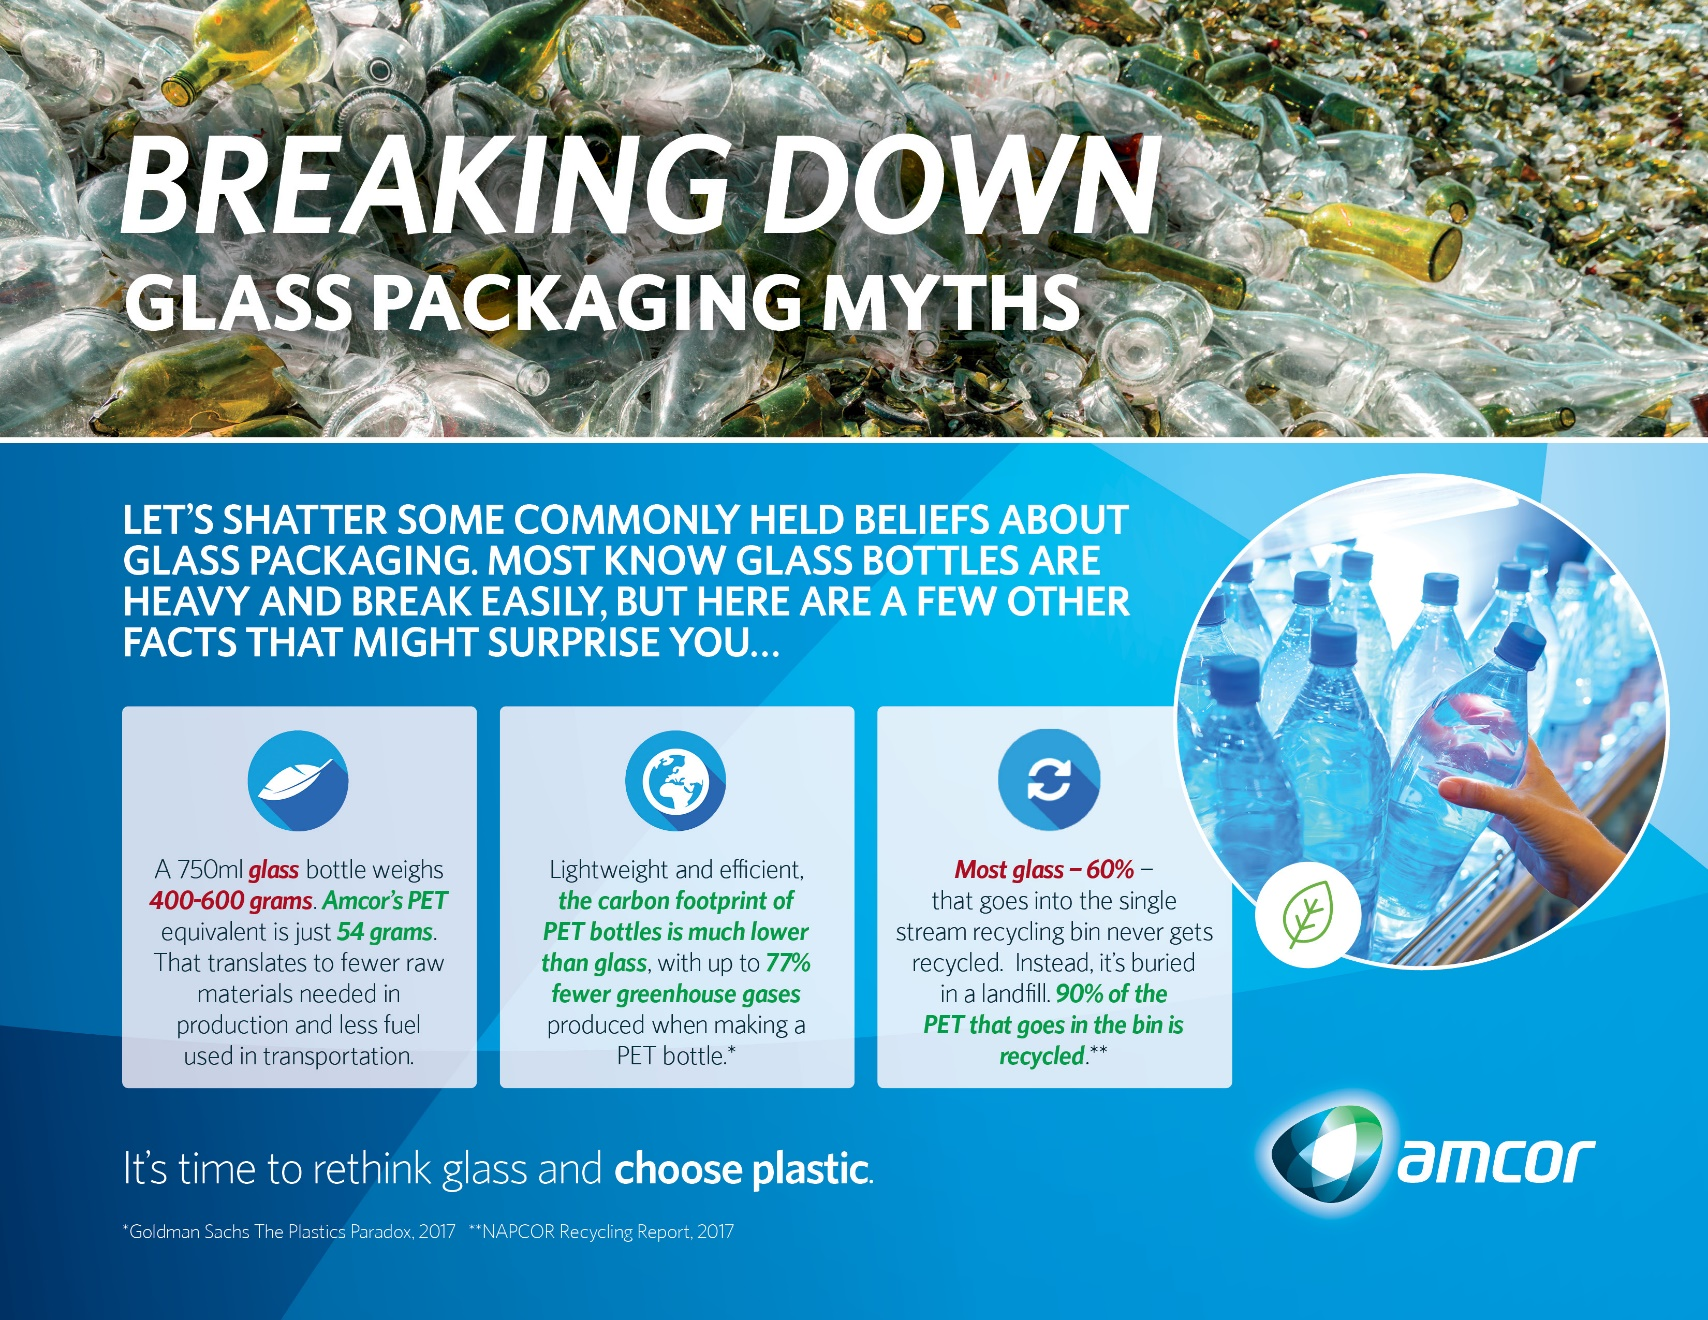 BREAKING DOWN
GLASS PACKAGING MYTHS
LET'S SHATTER SOME COMMONLY HELD BELIEFS ABOUT
GLASS PACKAGING. MOST KNOW GLASS BOTTLES ARE
HEAVY AND BREAK EASILY, BUT HERE ARE A FEW OTHER
FACTS THAT MIGHT SURPRISE YOU...
A 750ml glass bottle weighs
400-600 grams. Amcor's PET
equivalent is just 54 grams.
That translates to fewer raw
materials needed in
production and less fuel
used in transportation.
Lightweight and efficient,
the carbon footprint of
PET bottles is much lower
than glass, with up to 77%
fewer greenhouse gases
produced when making a
PET bottle.*
Most glass – 60% –
that goes into the single
stream recycling bin never gets
recycled. Instead, it's buried
in a landfill. 90% of the
PET that goes in the bin is
recycled.**
It's time to rethink glass and choose plastic.
*Goldman Sachs The Plastics Paradox, 2017 **NAPCOR Recycling Report, 2017
amcor